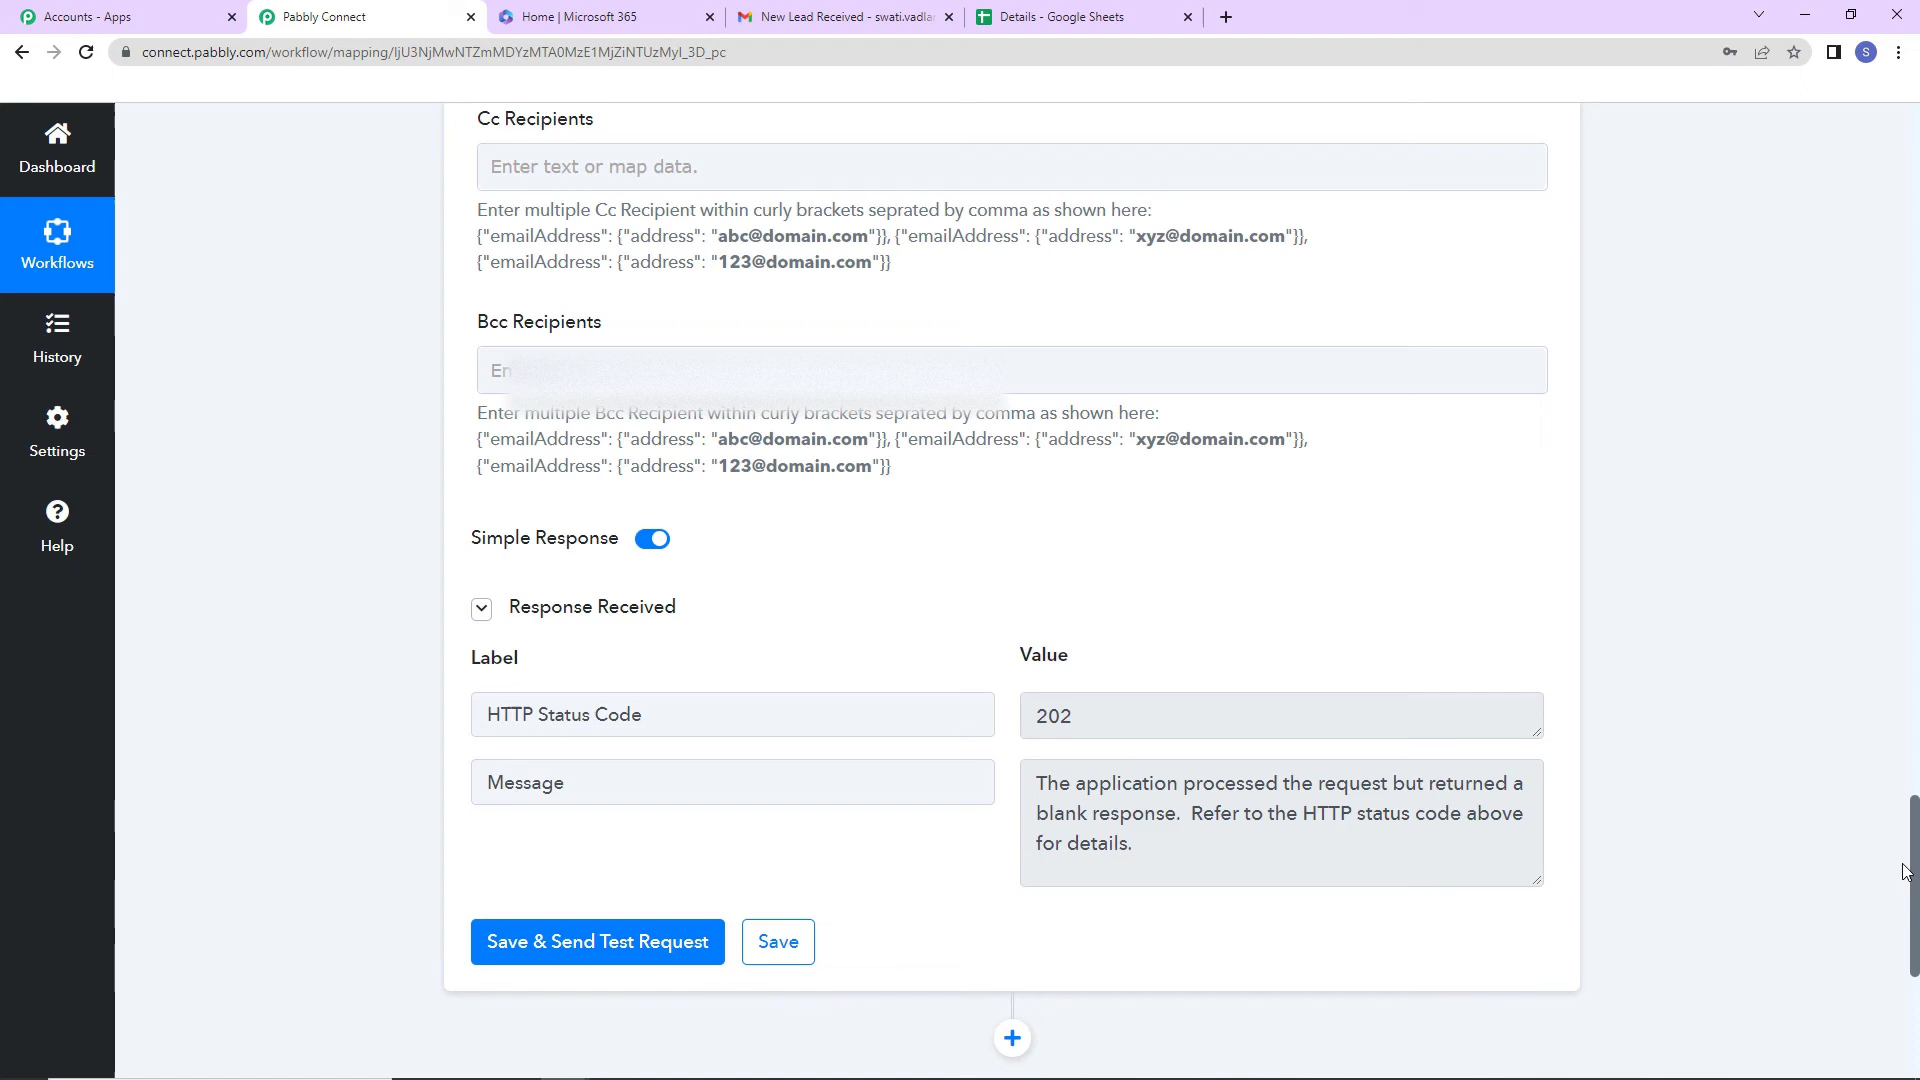 Accounts - Apps
Pabbly Connect
Home | Microsoft 365
New Lead Received - swati.vadla
Details - Google Sheets
connect.pabbly.com/workflow/mapping/IjU3NjMwNTZmMDYzMTA0MzE1MjZiNTUzMyI_3D_pc
S
Dashboard
Workflows
History
Settings
Help
Cc Recipients
Enter text or map data.
Enter multiple Cc Recipient within curly brackets seprated by comma as shown here:
{"emailAddress": {"address": "abc@domain.com"}}, {"emailAddress": {"address": "xyz@domain.com"}},
{"emailAddress": {"address": "123@domain.com"}}
Bcc Recipients
Enter multiple Bcc Recipient within curly brackets seprated by comma as shown here:
{"emailAddress": {"address": "abc@domain.com"}}, {"emailAddress": {"address": "xyz@domain.com"}},
{"emailAddress": {"address": "123@domain.com"}}
Simple Response
Response Received
Label
Value
HTTP Status Code
202
Message
The application processed the request but returned a
blank response. Refer to the HTTP status code above
for details.
Save & Send Test Request
Save